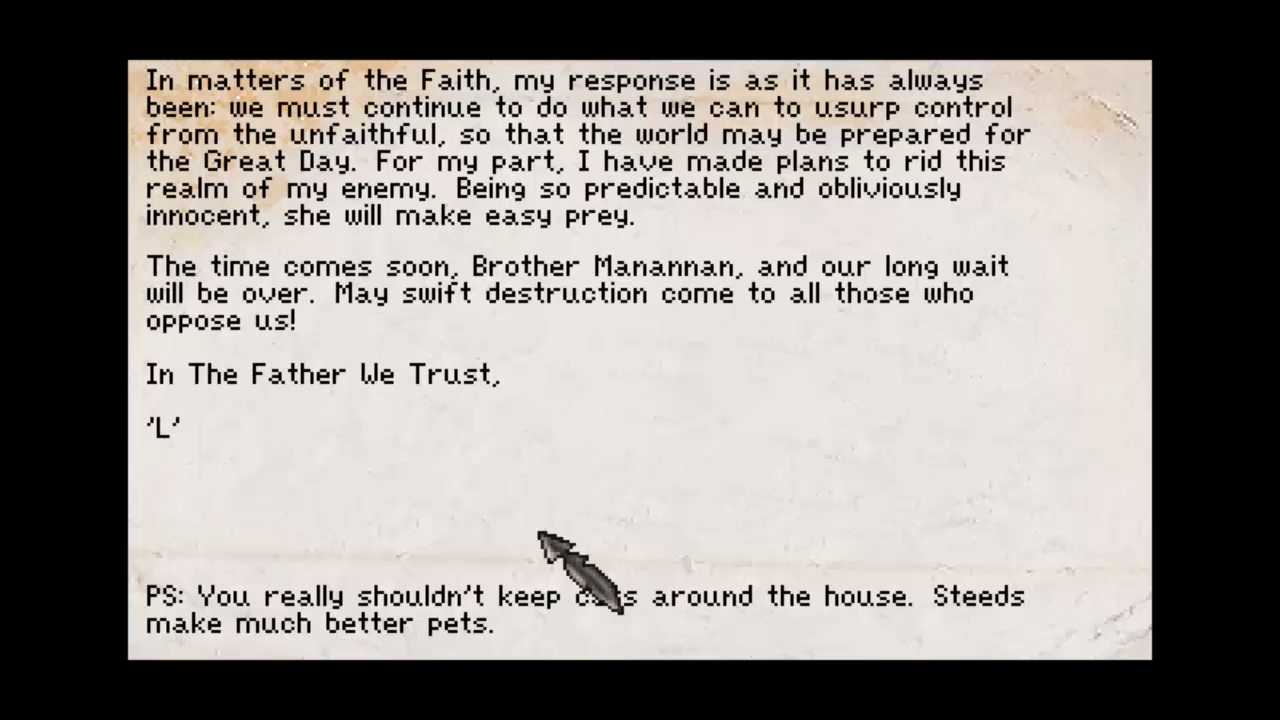 In matters of the Faith, my response is as it has always
been: we must continue to do what we can to usurp control
from the unfaithful, so that the world may be prepared for
the Great Day. For my part, I have made plans to rid this
realm of my enemy. Being so predictable and obliviously
innocent, she will make easy prey.
The time comes soon, Brother Manannan, and our long wait
will be over. May swift destruction come to all those who
oppose us!
In The Father We Trust,
'L'
PS: You really shouldn't keep around the house. Steeds
make much better pets.